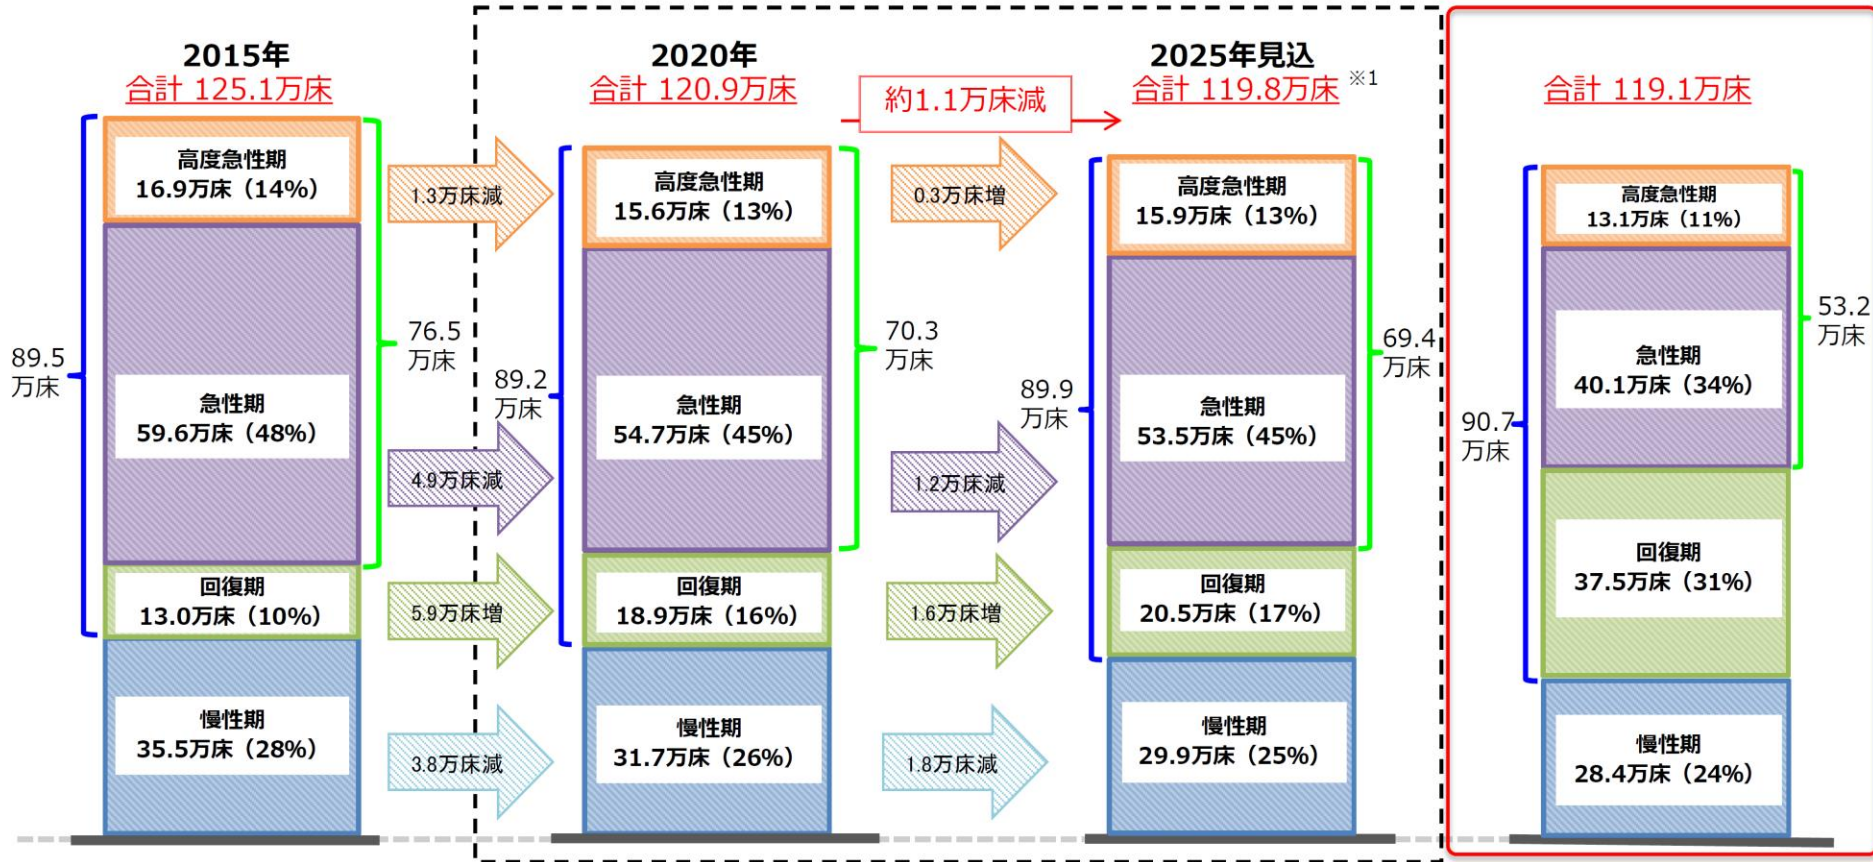 2015年
合計 125.1万床
高度急性期
16.9万床（14%）
急性期
59.6万床（48%）
回復期
13.0万床（10%）
慢性期
35.5万床（28%）
89.5
万床
76.5
万床
1.3万床減
4.9万床減
5.9万床増
3.8万床減
2020年
合計 120.9万床
高度急性期
15.6万床（13%）
急性期
54.7万床（45%）
回復期
18.9万床（16%）
慢性期
31.7万床（26%）
89.2
万床
70.3
万床
約1.1万床減
0.3万床増
1.2万床減
1.6万床増
1.8万床減
2025年見込
合計 119.8万床 ※1
高度急性期
15.9万床（13%）
急性期
53.5万床（45%）
回復期
20.5万床（17%）
慢性期
29.9万床（25%）
89.9
万床
69.4
万床
合計 119.1万床
高度急性期
13.1万床（11%）
急性期
40.1万床（34%）
回復期
37.5万床（31%）
慢性期
28.4万床（24%）
90.7
万床
53.2
万床